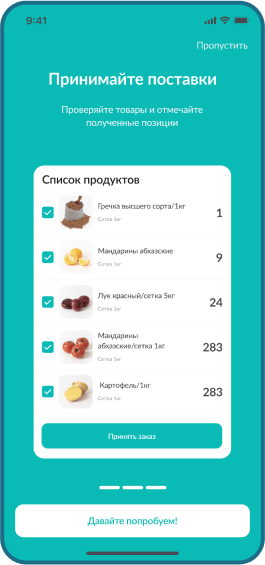 9:41
Пропустить
Принимайте поставки
Проверяйте товары и отмечайте
полученные позиции
Список продуктов
Гречка высшего сорта/1кг
Сетка 1кг
1
Мандарины абхазские
Сетка 1кг
9
Лук красный/сетка 5кг
Сетка 1кг
24
Мандарины
абхазские/сетка 1кг
Сетка 5кг
283
Картофель/1кг
Сетка 1кг
283
Принять заказ
Давайте попробуем!